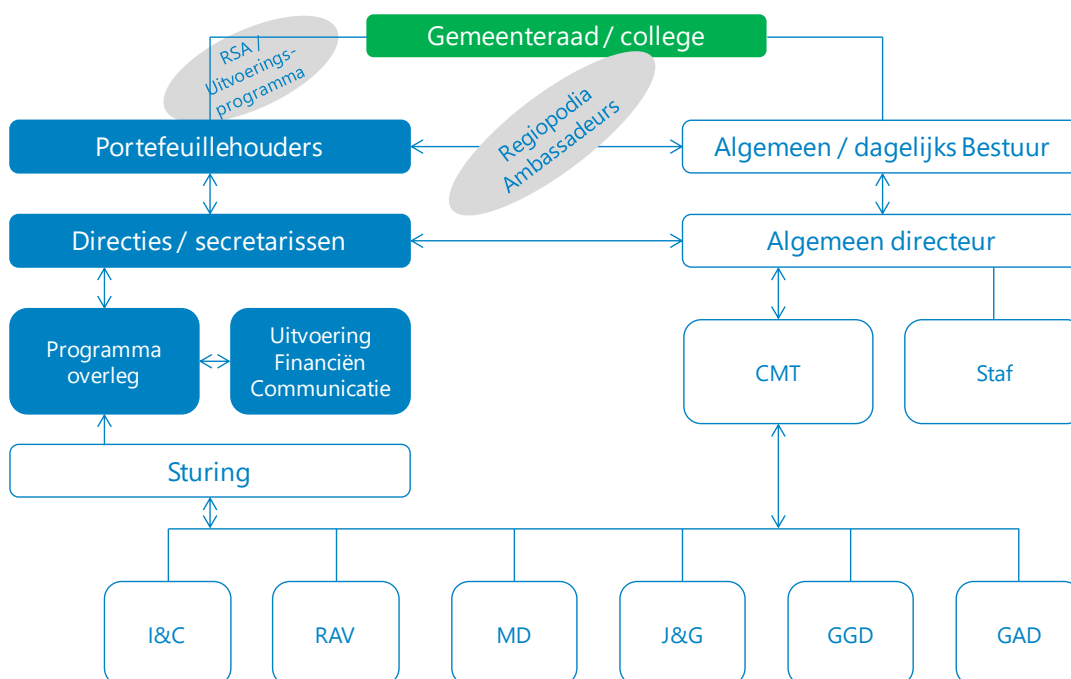 Gemeenteraad / college
RSA /
Uitvoerings-
programma
Regiopodia
Ambassadeurs
Portefeuillehouders
Algemeen / dagelijks Bestuur
Directies / secretarissen
Algemeen directeur
Programma
overleg
Uitvoering
Financiën
Communicatie
CMT
Staf
Sturing
I&C
RAV
MD
J&G
GGD
GAD